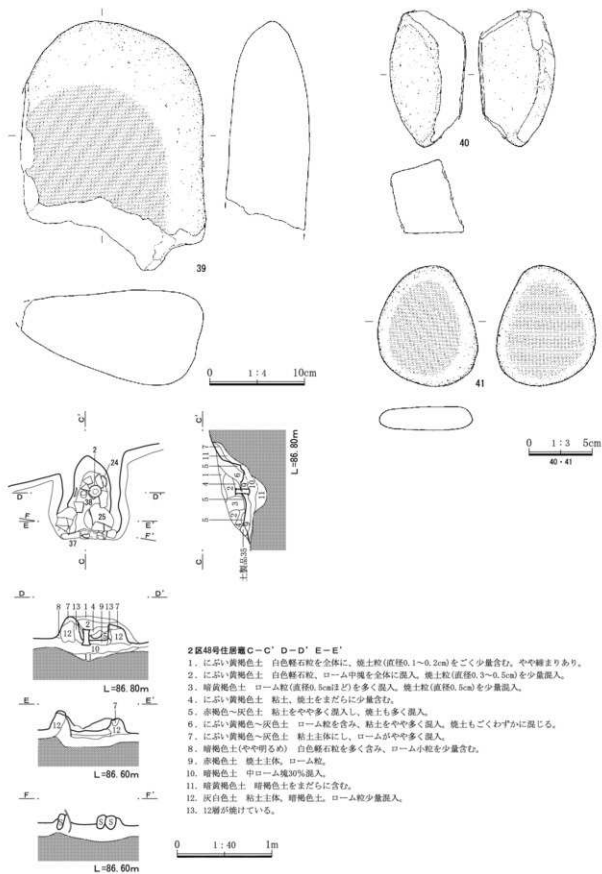 39
0 1:4 10cm
40
41
0 1:3 5cm
40・41
C'
2
24
D D'
38
25
F
E E'
F'
37
C
C' L=86.80m
7
11
5
6
1
4
2
3
5
11
土製品35
C
D D'
8 7 13 1 4 9 13 7
12 2 12
10
L=86.80m
E E'
7
12 12
L=86.60m
F F'
S S S
L=86.60m
2区48号住居竈C-C' D-D' E-E'
1. にぶい黄褐色土 白色軽石粒を全体に、焼土粒(直径0.1~0.2㎝)をごく少量含む。やや締まりあり。
2. にぶい黄褐色土 白色軽石粒、ローム中塊を全体に混入。焼土粒(直径0.3~0.5㎝)を少量混入。
3. 暗黄褐色土 ローム粒(直径0.5㎝ほど)を多く混入。焼土粒(直径0.5㎝)を少量混入。
4. にぶい黄褐色土 粘土、焼土をまだらに少量含む。
5. 赤褐色~灰色土 粘土をやや多く混入し、焼土も多く混入。
6. にぶい黄褐色~灰色土 ローム粒を含み、粘土をやや多く混入。焼土もごくわずかに混じる。
7. にぶい黄褐色~灰色土 粘土主体にし、ロームがやや多く混入。
8. 暗褐色土(やや明るめ) 白色軽石粒を多く含み、ローム小粒を少量含む。
9. 赤褐色土 焼土主体。ローム粒。
10. 暗褐色土 中ローム塊30%混入。
11. 暗黄褐色土 暗褐色土をまだらに含む。
12. 灰白色土 粘土主体。暗褐色土。ローム粒少量混入。
13. 12層が焼けている。
0 1:40 1m